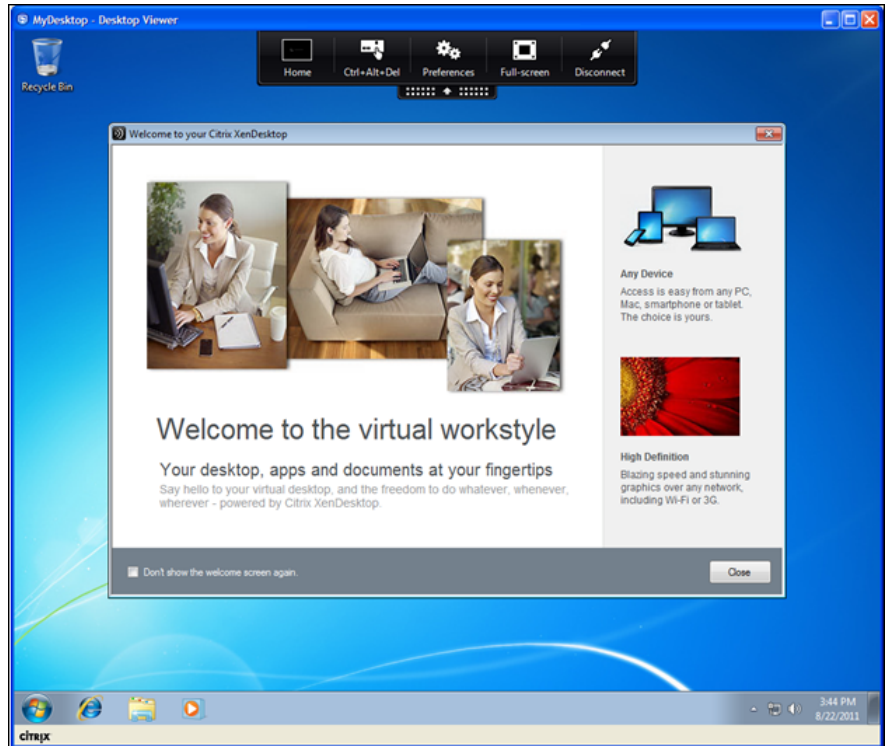 MyDesktop - Desktop Viewer
Recycle Bin
Home
Ctrl+Alt+Del
Preferences
Full-screen
Disconnect
Welcome to your Citrix XenDesktop
Any Device
Access is easy from any PC,
Mac, smartphone or tablet.
The choice is yours.
Welcome to the virtual workstyle
Your desktop, apps and documents at your fingertips
Say hello to your virtual desktop, and the freedom to do whatever, whenever,
wherever - powered by Citrix XenDesktop.
High Definition
Blazing speed and stunning
graphics over any network,
including Wi-Fi or 3G.
Don't show the welcome screen again.
Close
3:44 PM
8/22/2011
CİTRIX